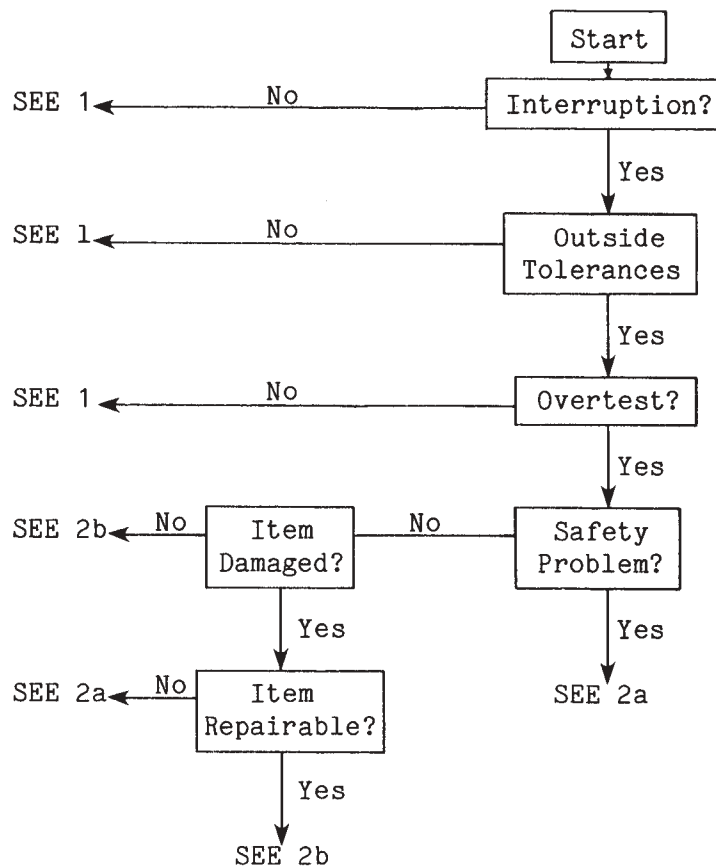 Start
SEE 1
No
Interruption?
Yes
SEE 1
No
Outside
Tolerances
Yes
SEE 1
No
Overtest?
Yes
SEE 2b
No
Item
Damaged?
No
Safety
Problem?
Yes
Yes
SEE 2a
No
Item
Repairable?
SEE 2a
Yes
SEE 2b